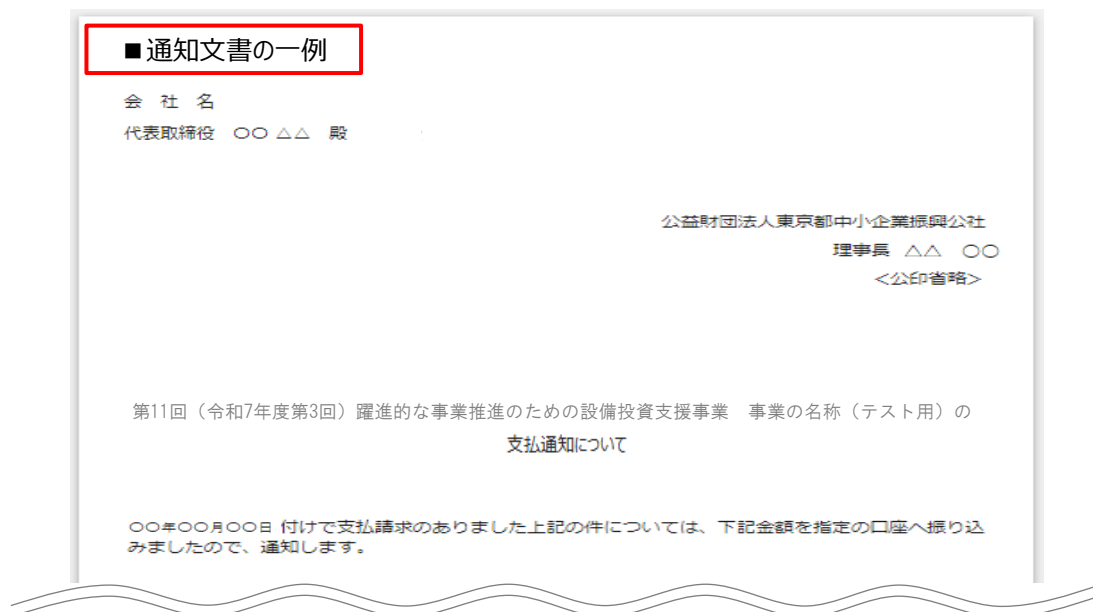 ■通知文書の一例
会 社 名
代表取締役 〇〇 △△ 殿
公益財団法人東京都中小企業振興公社
理事長 △△ 〇〇
<公印省略>
第11回（令和7年度第3回）躍進的な事業推進のための設備投資支援事業 事業の名称（テスト用）の
支払通知について
〇〇年〇〇月〇〇日 付けで支払請求のありました上記の件については、下記金額を指定の口座へ振り込
みましたので、通知します。